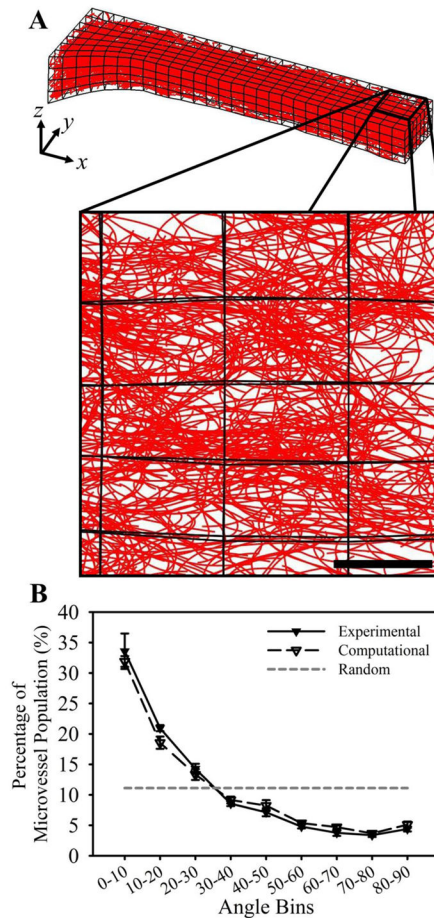 A
z
y
x
B
Percentage of
Microvessel Population (%)
40
35
30
25
20
15
10
5
0
Experimental
Computational
Random
0-10
10-20
20-30
30-40
40-50
50-60
60-70
70-80
80-90
Angle Bins